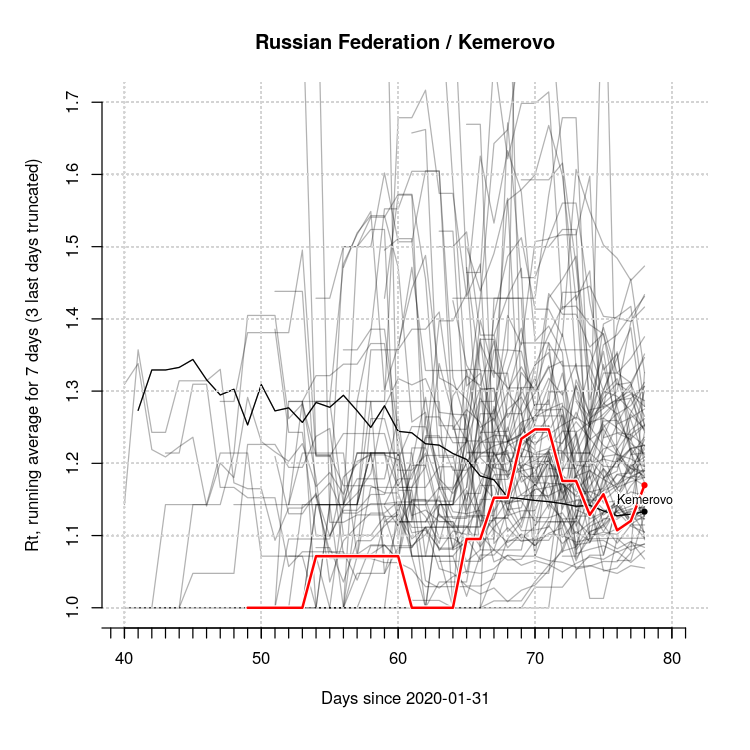 Russian Federation / Kemerovo
Rt, running average for 7 days (3 last days truncated)
1.7
1.6
1.5
1.4
1.3
1.2
1.1
1.0
Kemerovo
40 50 60 70 80
Days since 2020-01-31